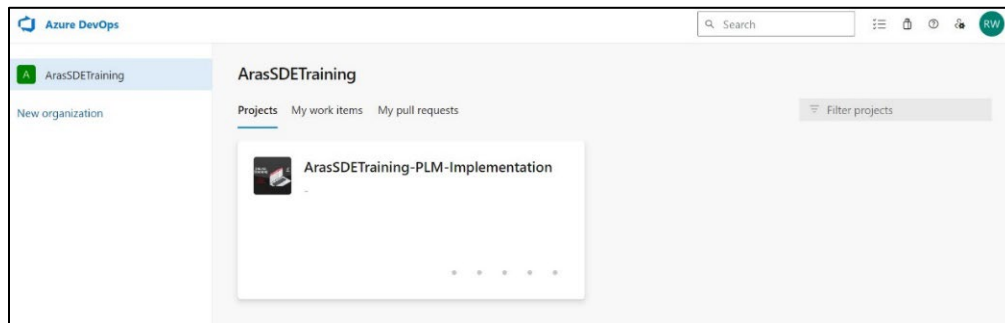 Azure DevOps
Search
RW
A ArasSDETraining
New organization
ArasSDETraining
Projects My work items My pull requests
Filter projects
ArasSDETraining-PLM-Implementation
-